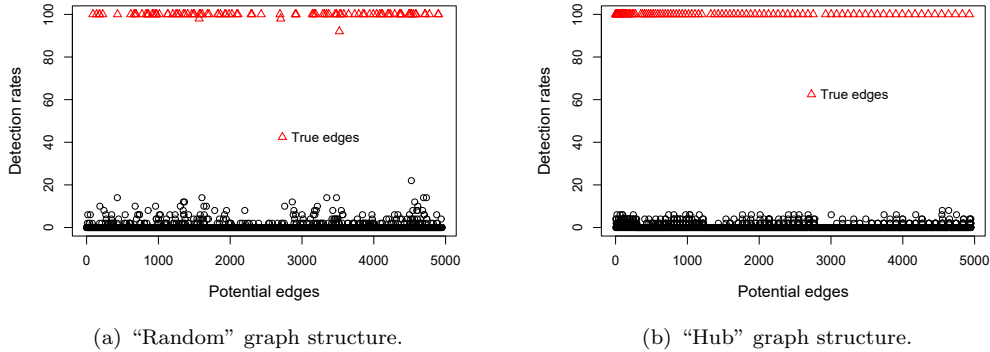 100
80
60
40
20
0
Detection rates
True edges
0 1000 2000 3000 4000 5000
Potential edges
(a) “Random” graph structure.
100
80
60
40
20
0
Detection rates
True edges
0 1000 2000 3000 4000 5000
Potential edges
(b) “Hub” graph structure.